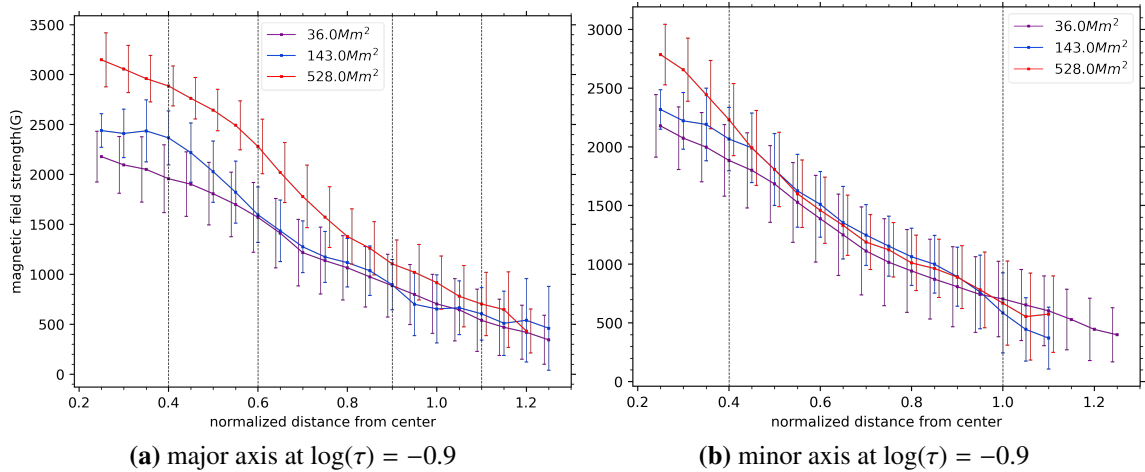 3500
3000
2500
2000
1500
1000
500
0
magnetic field strength(G)
0.2 0.4 0.6 0.8 1.0 1.2
normalized distance from center
36.0Mm²
143.0Mm²
528.0Mm²
(a) major axis at log(τ) = −0.9
3000
2500
2000
1500
1000
500
0
0.2 0.4 0.6 0.8 1.0 1.2
normalized distance from center
36.0Mm²
143.0Mm²
528.0Mm²
(b) minor axis at log(τ) = −0.9